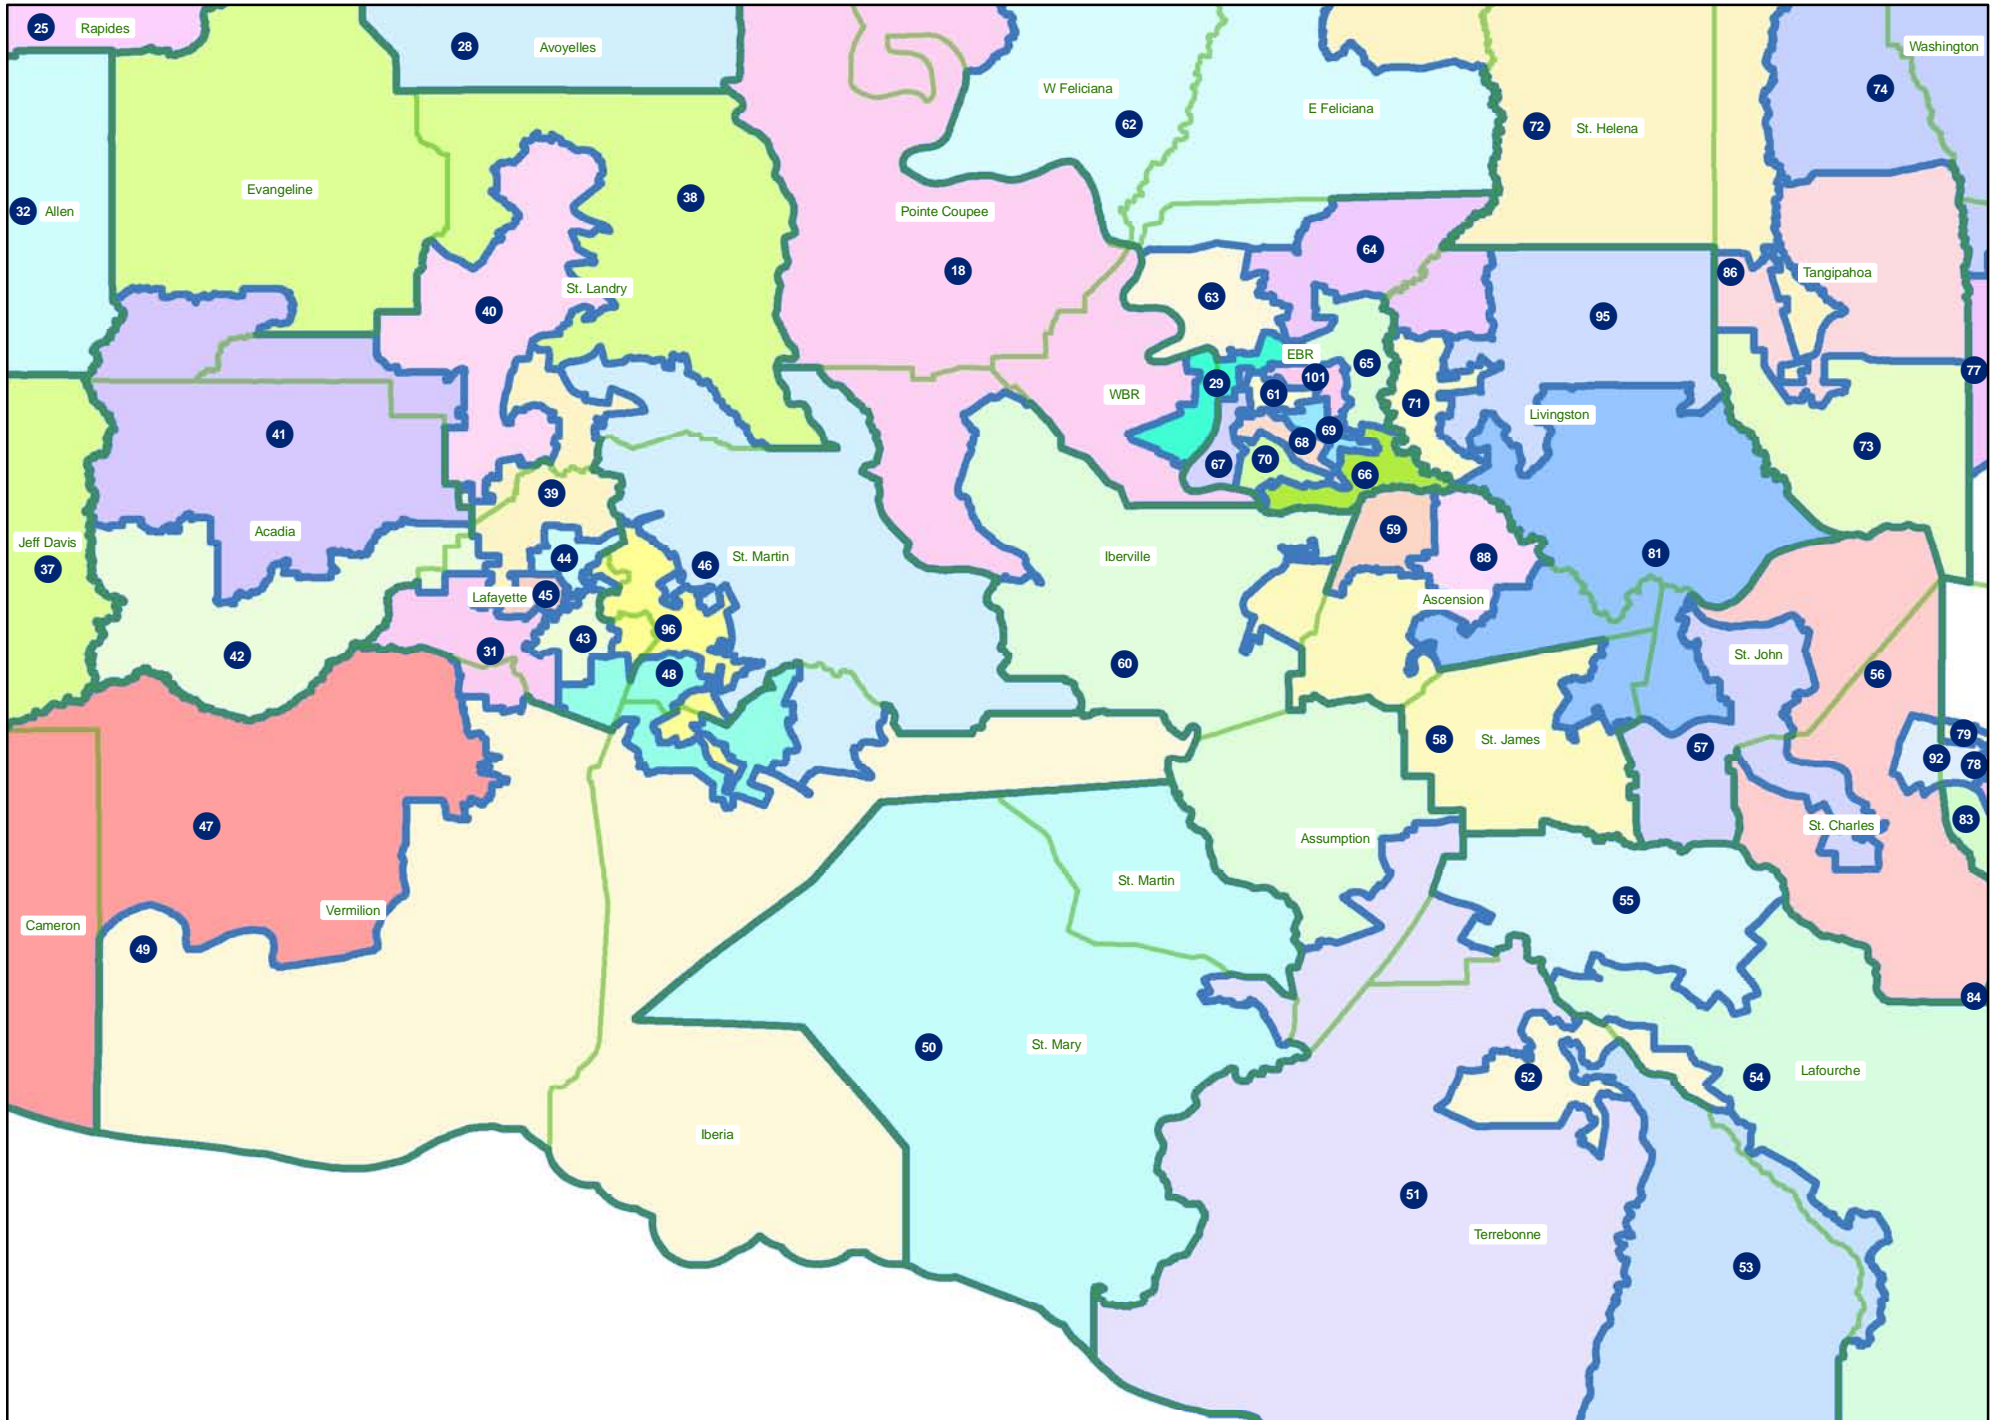 25 Rapides
28 Avoyelles
Washington
W Feliciana
74
E Feliciana
62
72 St. Helena
Evangeline
38
32 Allen
Pointe Coupee
64
18
86 Tangipahoa
St. Landry
63
40
95
EBR
65
77
101
29
61
WBR
71
Livingston
41
69
68
73
70
67
66
39
Acadia
59
Jeff Davis
44
46 St. Martin
Iberville
88
81
37
45
Lafayette
Ascension
96
43
31
42
St. John
60
48
56
79
58 St. James
57
92
78
83
47
St. Charles
Assumption
St. Martin
55
Vermilion
Cameron
49
84
50
St. Mary
Lafourche
52
54
Iberia
51
Terrebonne
53